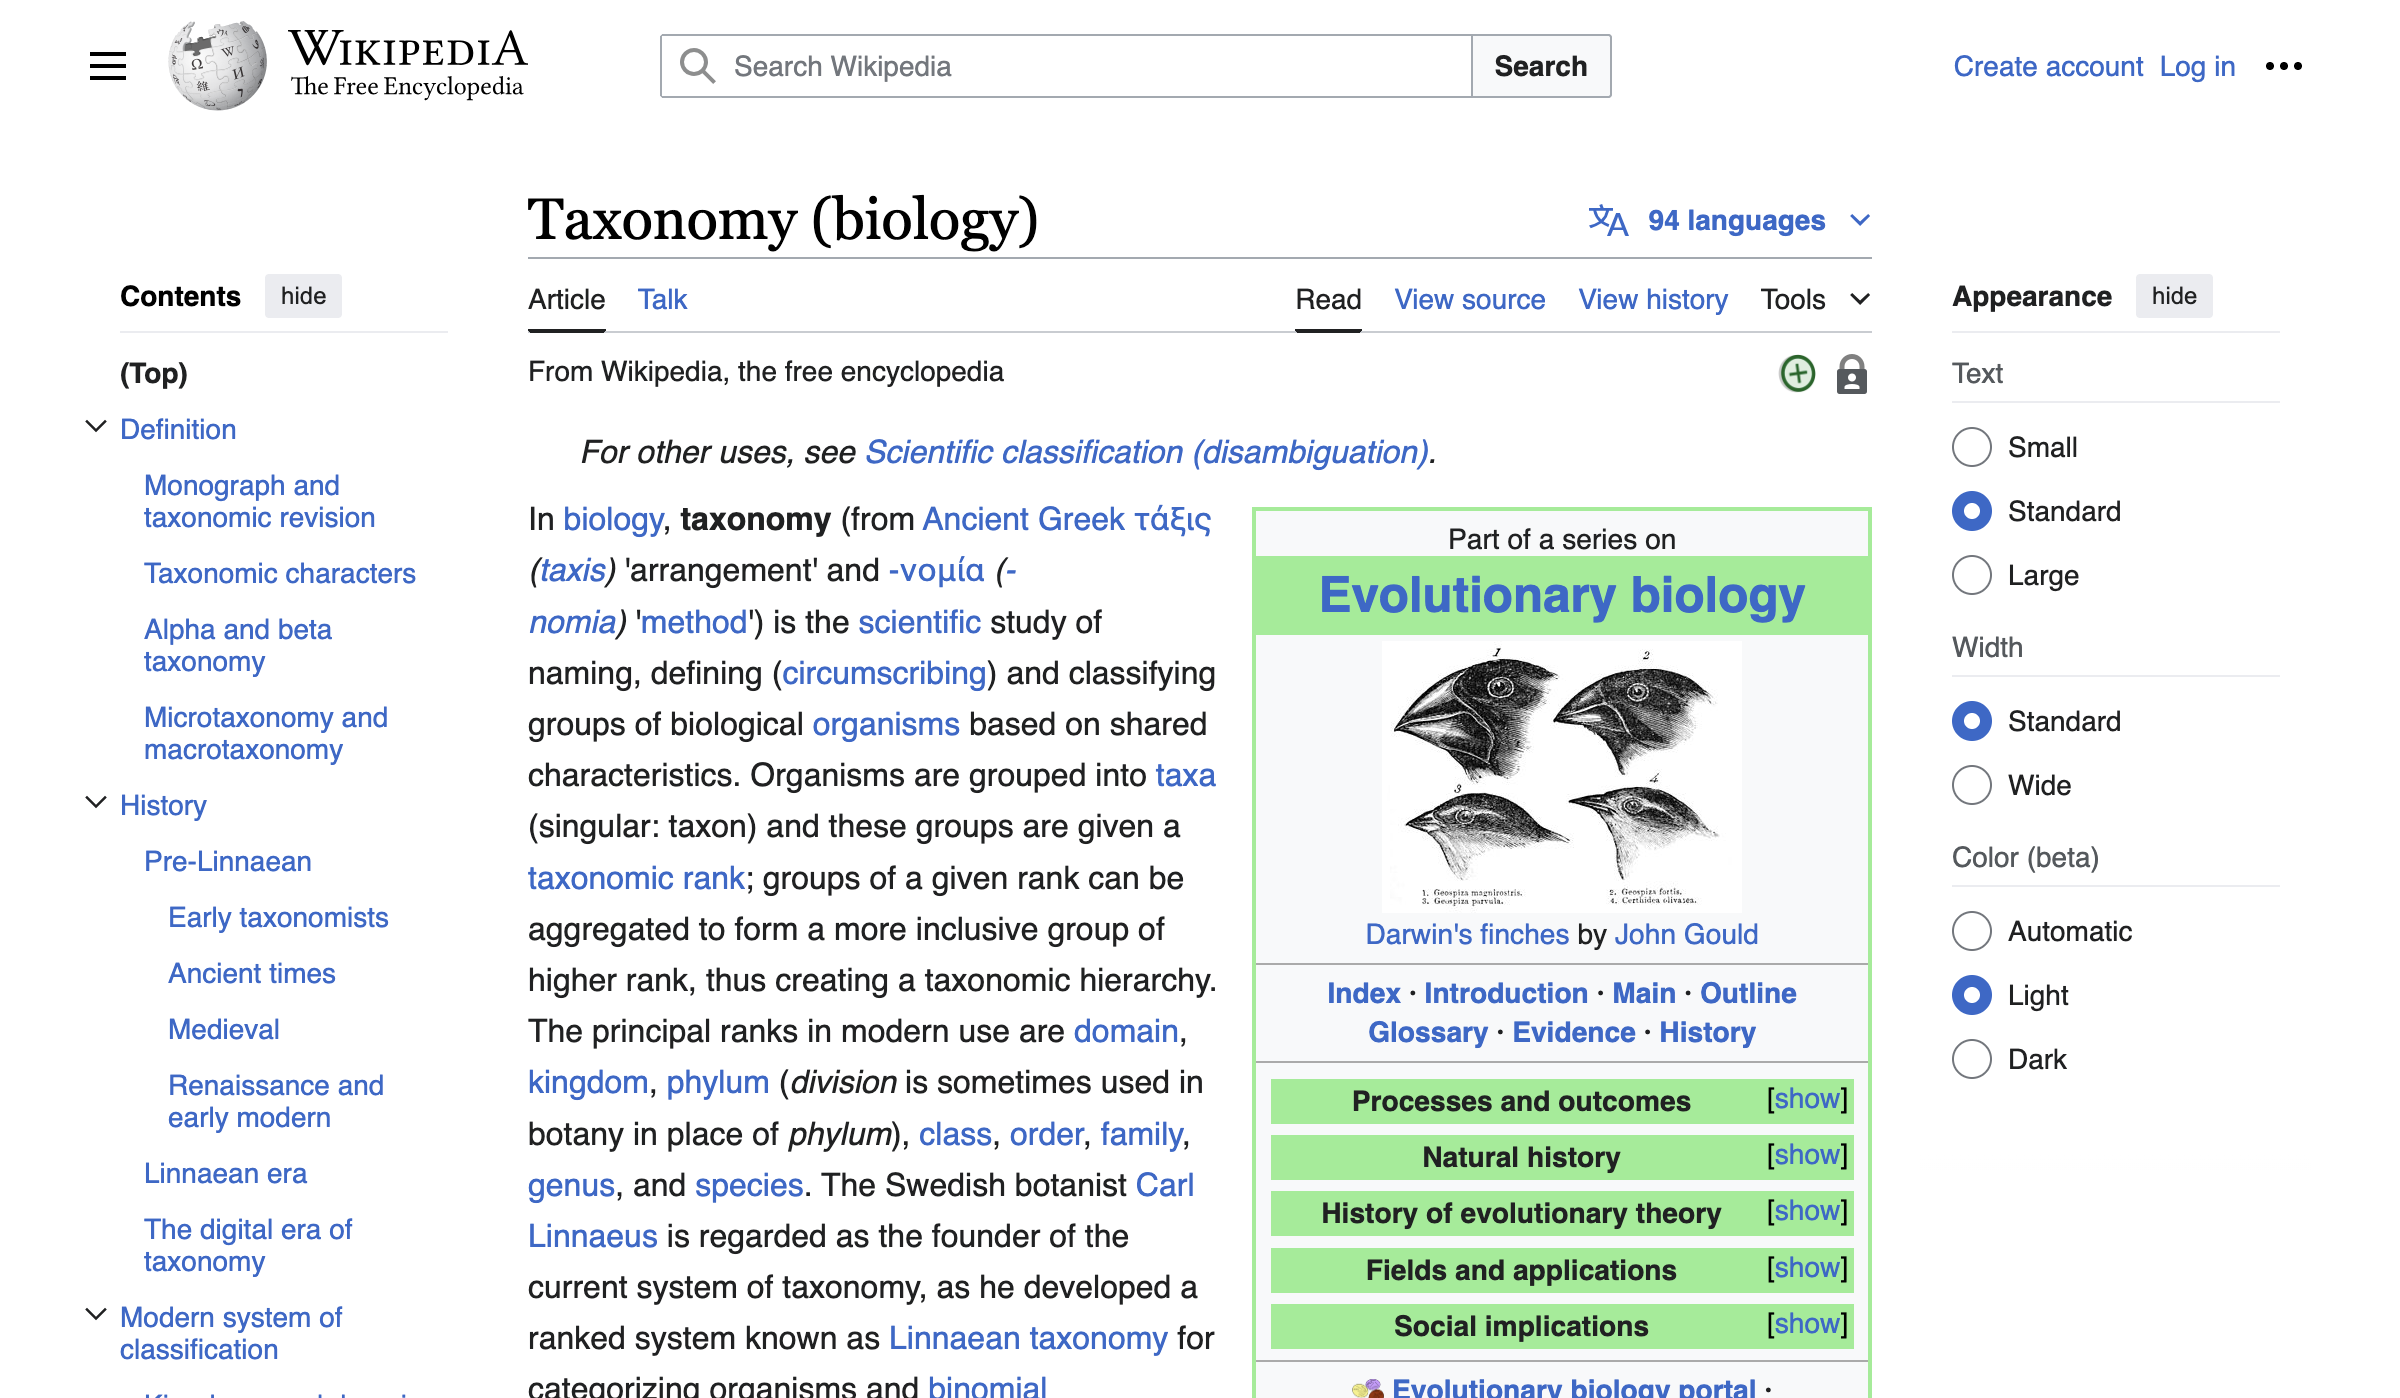 WIKIPEDIA
The Free Encyclopedia
Search Wikipedia
Search
Create account Log in
Taxonomy (biology)
94 languages
Contents hide
Article Talk Read View source View history Tools
Appearance hide
From Wikipedia, the free encyclopedia
(Top)
Definition
Monograph and
taxonomic revision
Taxonomic characters
Alpha and beta
taxonomy
Microtaxonomy and
macrotaxonomy
History
Pre-Linnaean
Early taxonomists
Ancient times
Medieval
Renaissance and
early modern
Linnaean era
The digital era of
taxonomy
Modern system of
classification
For other uses, see Scientific classification (disambiguation).
In biology, taxonomy (from Ancient Greek τάξις
(taxis) 'arrangement' and -νομία (-
nomia) 'method') is the scientific study of
naming, defining (circumscribing) and classifying
groups of biological organisms based on shared
characteristics. Organisms are grouped into taxa
(singular: taxon) and these groups are given a
taxonomic rank; groups of a given rank can be
aggregated to form a more inclusive group of
higher rank, thus creating a taxonomic hierarchy.
The principal ranks in modern use are domain,
kingdom, phylum (division is sometimes used in
botany in place of phylum), class, order, family,
genus, and species. The Swedish botanist Carl
Linnaeus is regarded as the founder of the
current system of taxonomy, as he developed a
ranked system known as Linnaean taxonomy for
categorizing organisms and binomial
Part of a series on
Evolutionary biology
1 2
3 4
1. Geospiza magnirostris. 2. Geospiza fortis.
3. Geospiza parvula. 4. Certhidea olivasea.
Darwin's finches by John Gould
Index · Introduction · Main · Outline
Glossary · Evidence · History
Processes and outcomes [show]
Natural history [show]
History of evolutionary theory [show]
Fields and applications [show]
Social implications [show]
Evolutionary biology portal ·
Text
Small
Standard
Large
Width
Standard
Wide
Color (beta)
Automatic
Light
Dark